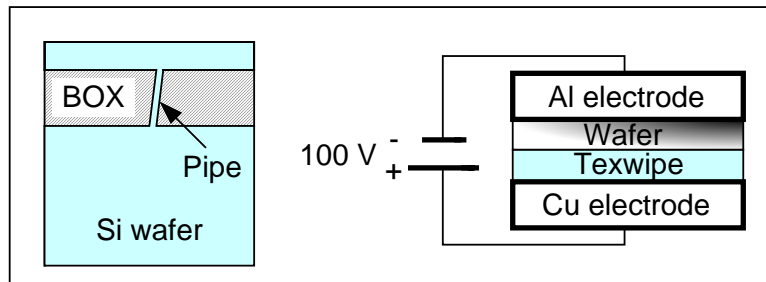 BOX
Pipe
Si wafer
100 V
-
+
Al electrode
Wafer
Texwipe
Cu electrode